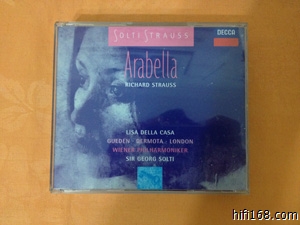 SOLTI STRAUSS
DECCA
Arabella
RICHARD STRAUSS
LISA DELLA CASA
GUEDEN · DERMOTA · LONDON
WIENER PHILHARMONIKER
SIR GEORG SOLTI
hifi168.com